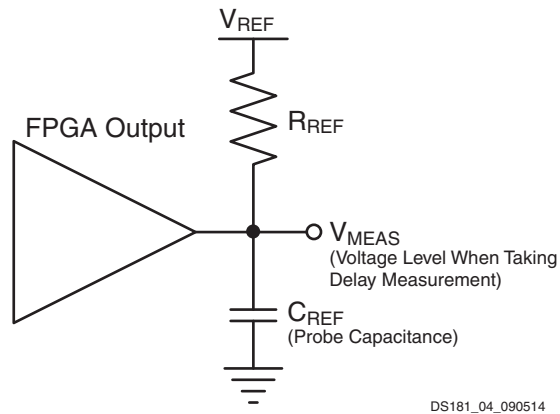 VREF
RREF
FPGA Output
VMEAS
(Voltage Level When Taking
Delay Measurement)
CREF
(Probe Capacitance)
DS181_04_090514